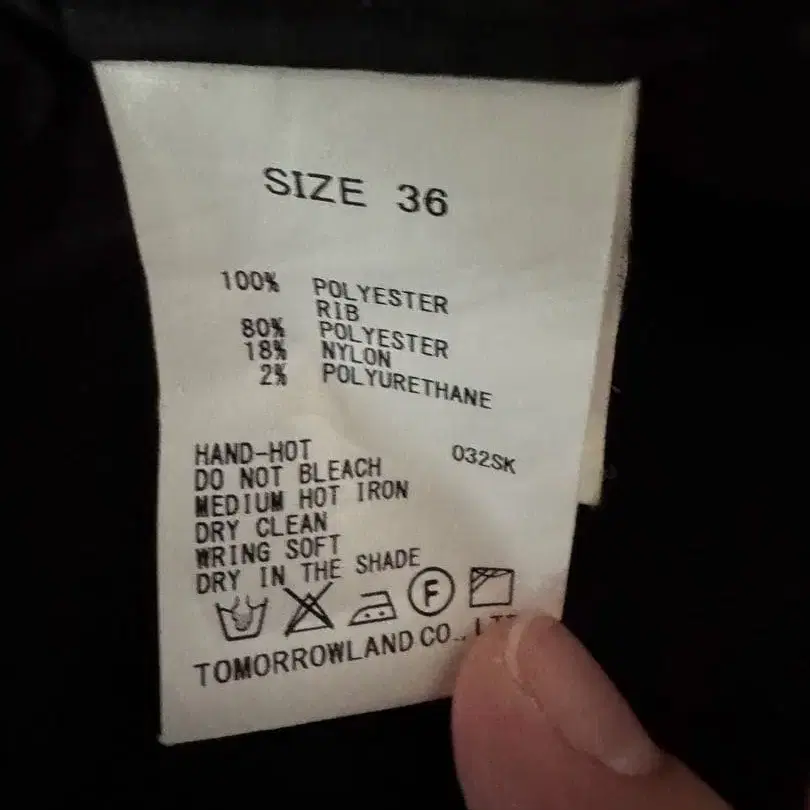 SIZE 36
100% POLYESTER
RIB
80% POLYESTER
18% NYLON
2% POLYURETHANE
HAND-HOT 032SK
DO NOT BLEACH
MEDIUM HOT IRON
DRY CLEAN
WRING SOFT
DRY IN THE SHADE
F
TOMORROWLAND CO.,